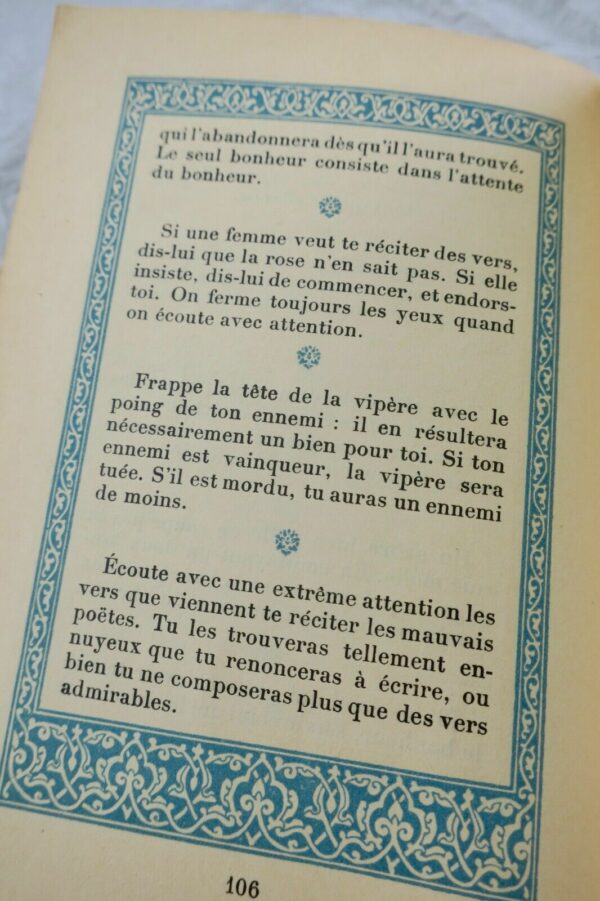 qui l'abandonnera dès qu'il l'aura trouvé.
Le seul bonheur consiste dans l'attente
du bonheur.
Si une femme veut te réciter des vers,
dis-lui que la rose n'en sait pas. Si elle
insiste, dis-lui de commencer, et endors-
toi. On ferme toujours les yeux quand
on écoute avec attention.
Frappe la tête de la vipère avec le
poing de ton ennemi : il en résultera
nécessairement un bien pour toi. Si ton
ennemi est vainqueur, la vipère sera
tuée. S'il est mordu, tu auras un ennemi
de moins.
Écoute avec une extrême attention les
vers que viennent te réciter les mauvais
poëtes. Tu les trouveras tellement en-
nuyeux que tu renonceras à écrire, ou
bien tu ne composeras plus que des vers
admirables.
106